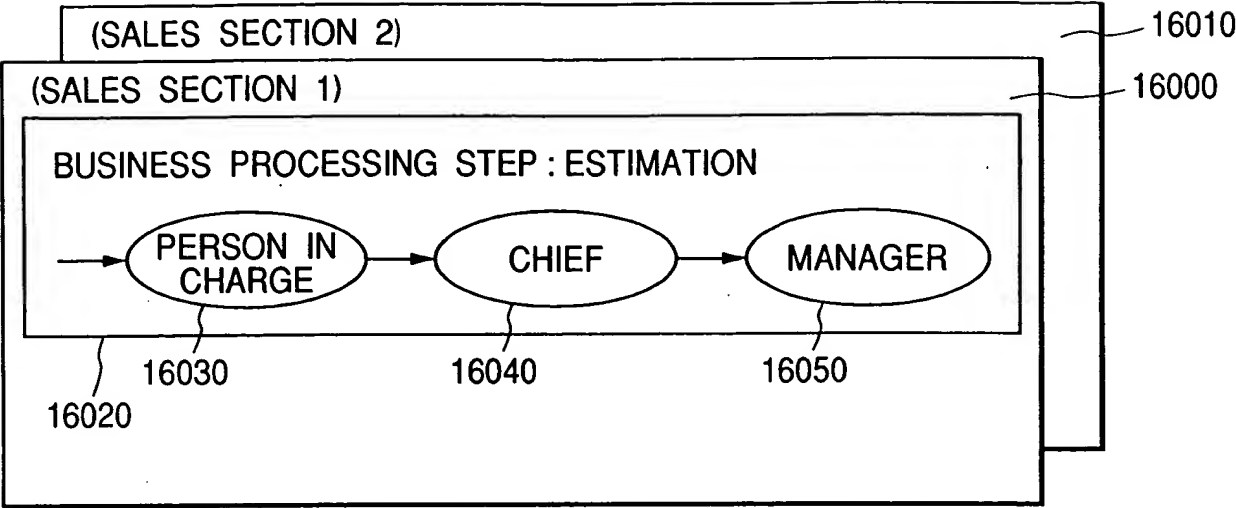 (SALES SECTION 2)
16010
(SALES SECTION 1)
16000
BUSINESS PROCESSING STEP : ESTIMATION
PERSON IN
CHARGE
CHIEF
MANAGER
16030
16040
16050
16020